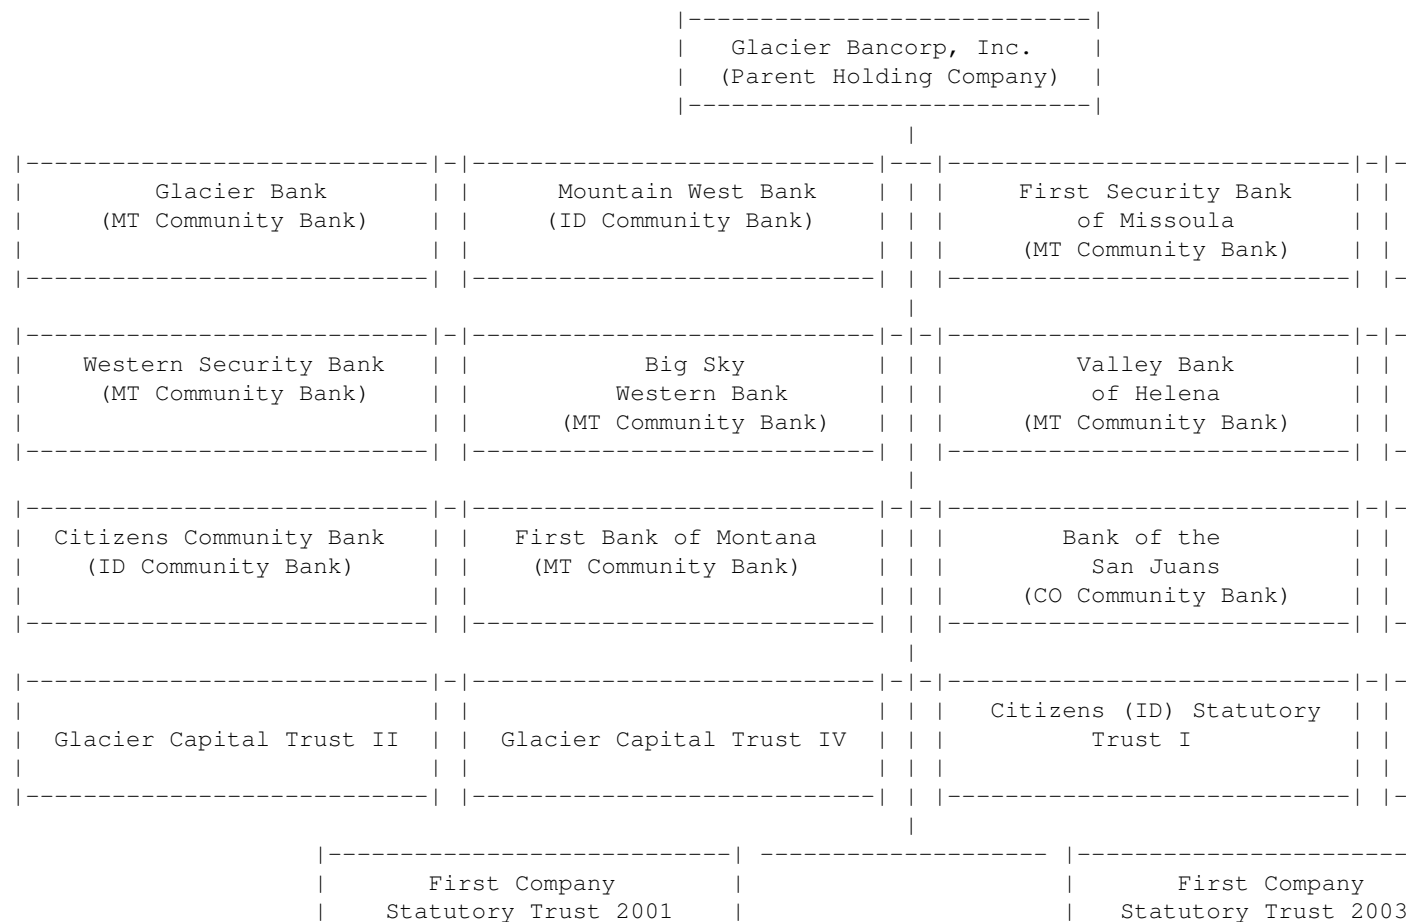 Glacier Bancorp, Inc.
(Parent Holding Company)
Glacier Bank
(MT Community Bank)
Mountain West Bank
(ID Community Bank)
First Security Bank
of Missoula
(MT Community Bank)
Western Security Bank
(MT Community Bank)
Big Sky
Western Bank
(MT Community Bank)
Valley Bank
of Helena
(MT Community Bank)
Citizens Community Bank
(ID Community Bank)
First Bank of Montana
(MT Community Bank)
Bank of the
San Juans
(CO Community Bank)
Glacier Capital Trust II
Glacier Capital Trust IV
Citizens (ID) Statutory
Trust I
First Company
Statutory Trust 2001
First Company
Statutory Trust 2003